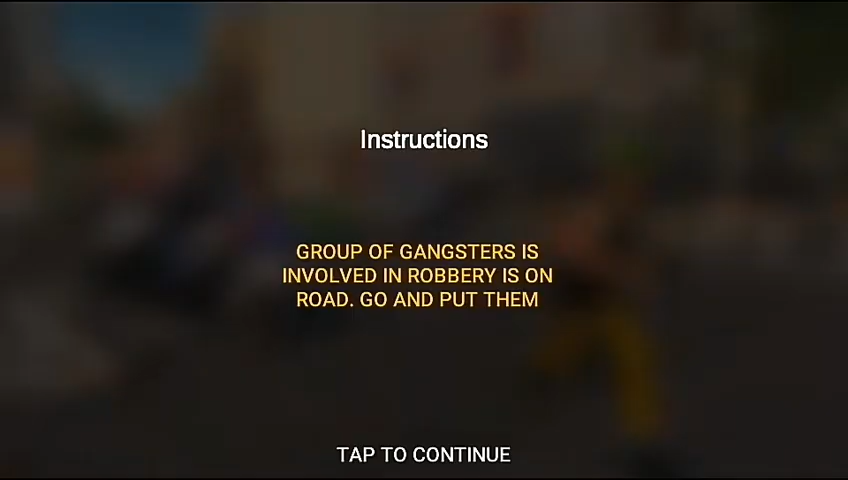 Instructions
GROUP OF GANGSTERS IS
INVOLVED IN ROBBERY IS ON
ROAD. GO AND PUT THEM
TAP TO CONTINUE